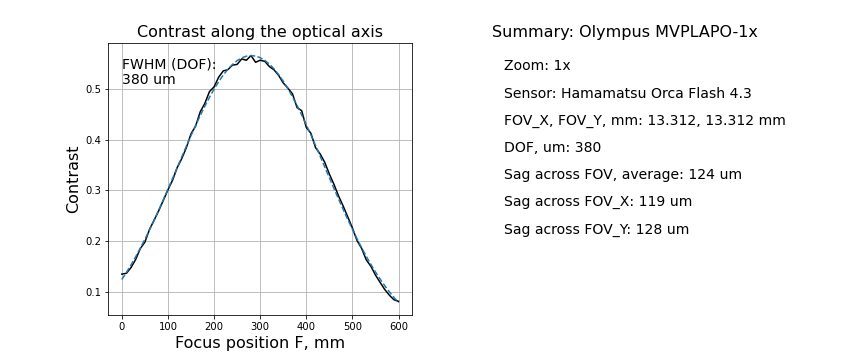 Contrast along the optical axis
FWHM (DOF):
380 um
Contrast
0.5
0.4
0.3
0.2
0.1
0 100 200 300 400 500 600
Focus position F, mm
Summary: Olympus MVPLAPO-1x
Zoom: 1x
Sensor: Hamamatsu Orca Flash 4.3
FOV_X, FOV_Y, mm: 13.312, 13.312 mm
DOF, um: 380
Sag across FOV, average: 124 um
Sag across FOV_X: 119 um
Sag across FOV_Y: 128 um